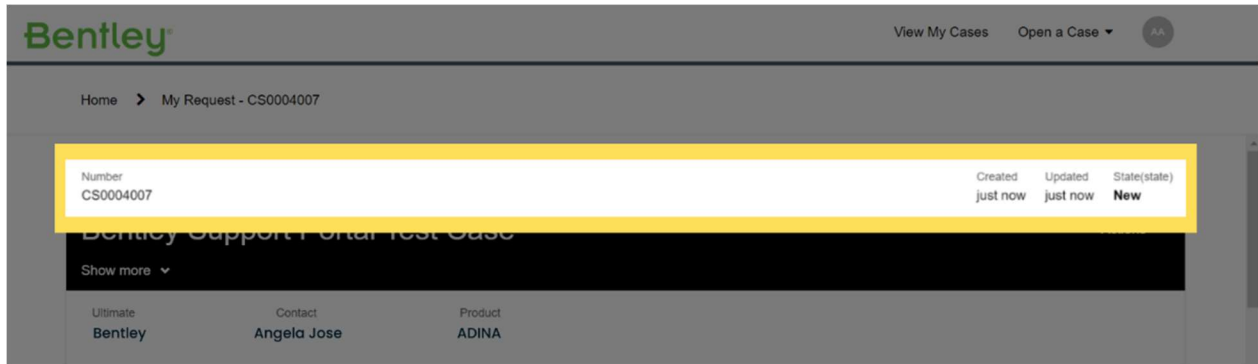 Bentley®
View My Cases Open a Case AA
Home My Request - CS0004007
Number Created Updated State(state)
CS0004007 just now just now New
Bentley Support Portal Test Case
Show more
Ultimate Contact Product
Bentley Angela Jose ADINA